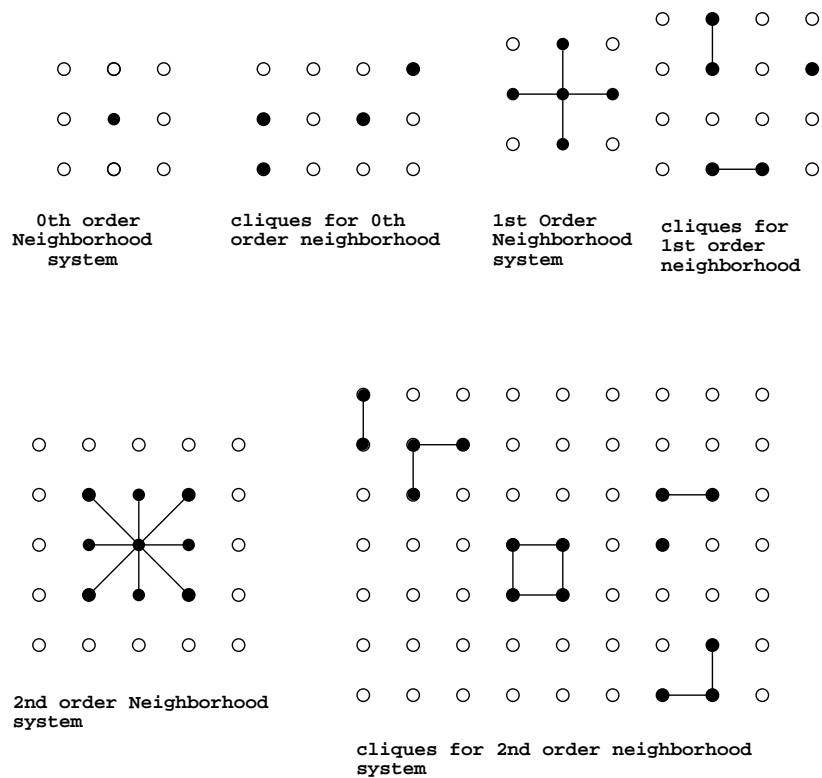 0th order
Neighborhood
system
cliques for 0th
order neighborhood
1st Order
Neighborhood
system
cliques for
1st order
neighborhood
2nd order Neighborhood
system
cliques for 2nd order neighborhood
system